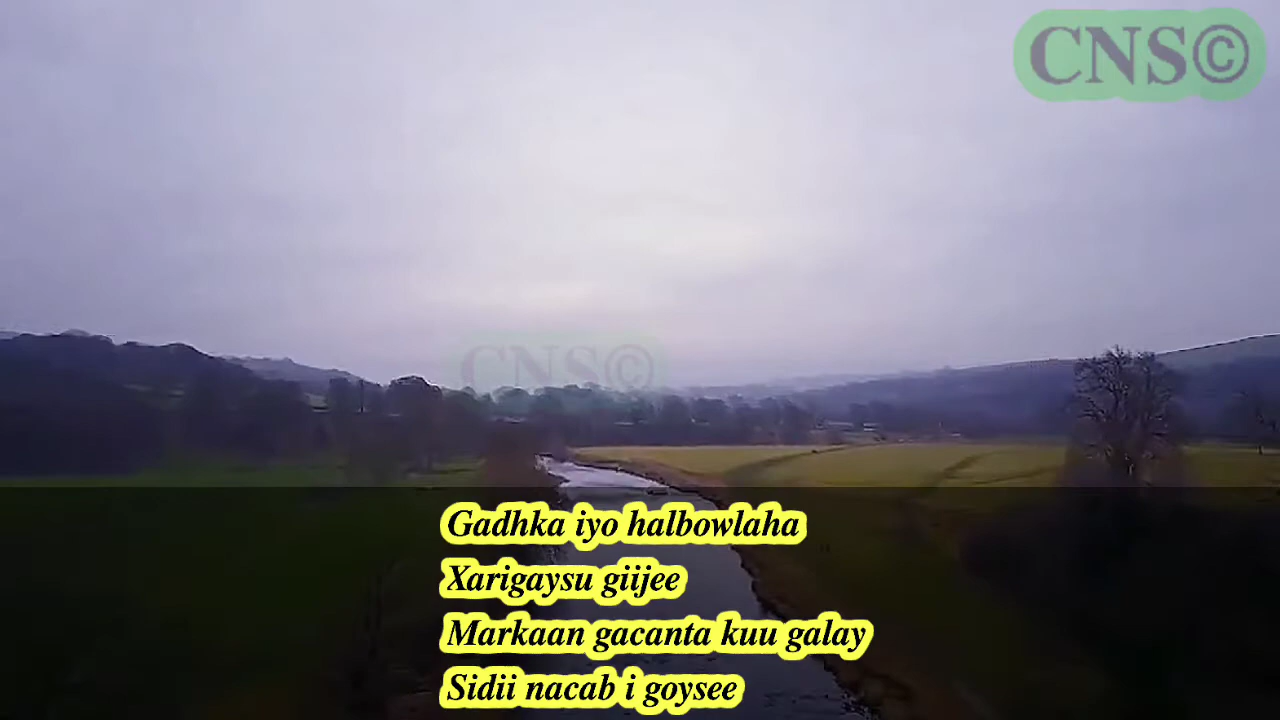 CNS©
CNS©
Gadhka iyo halbowlaha
Xarigaysu giijee
Markaan gacanta kuu galay
Sidii nacab i goysee